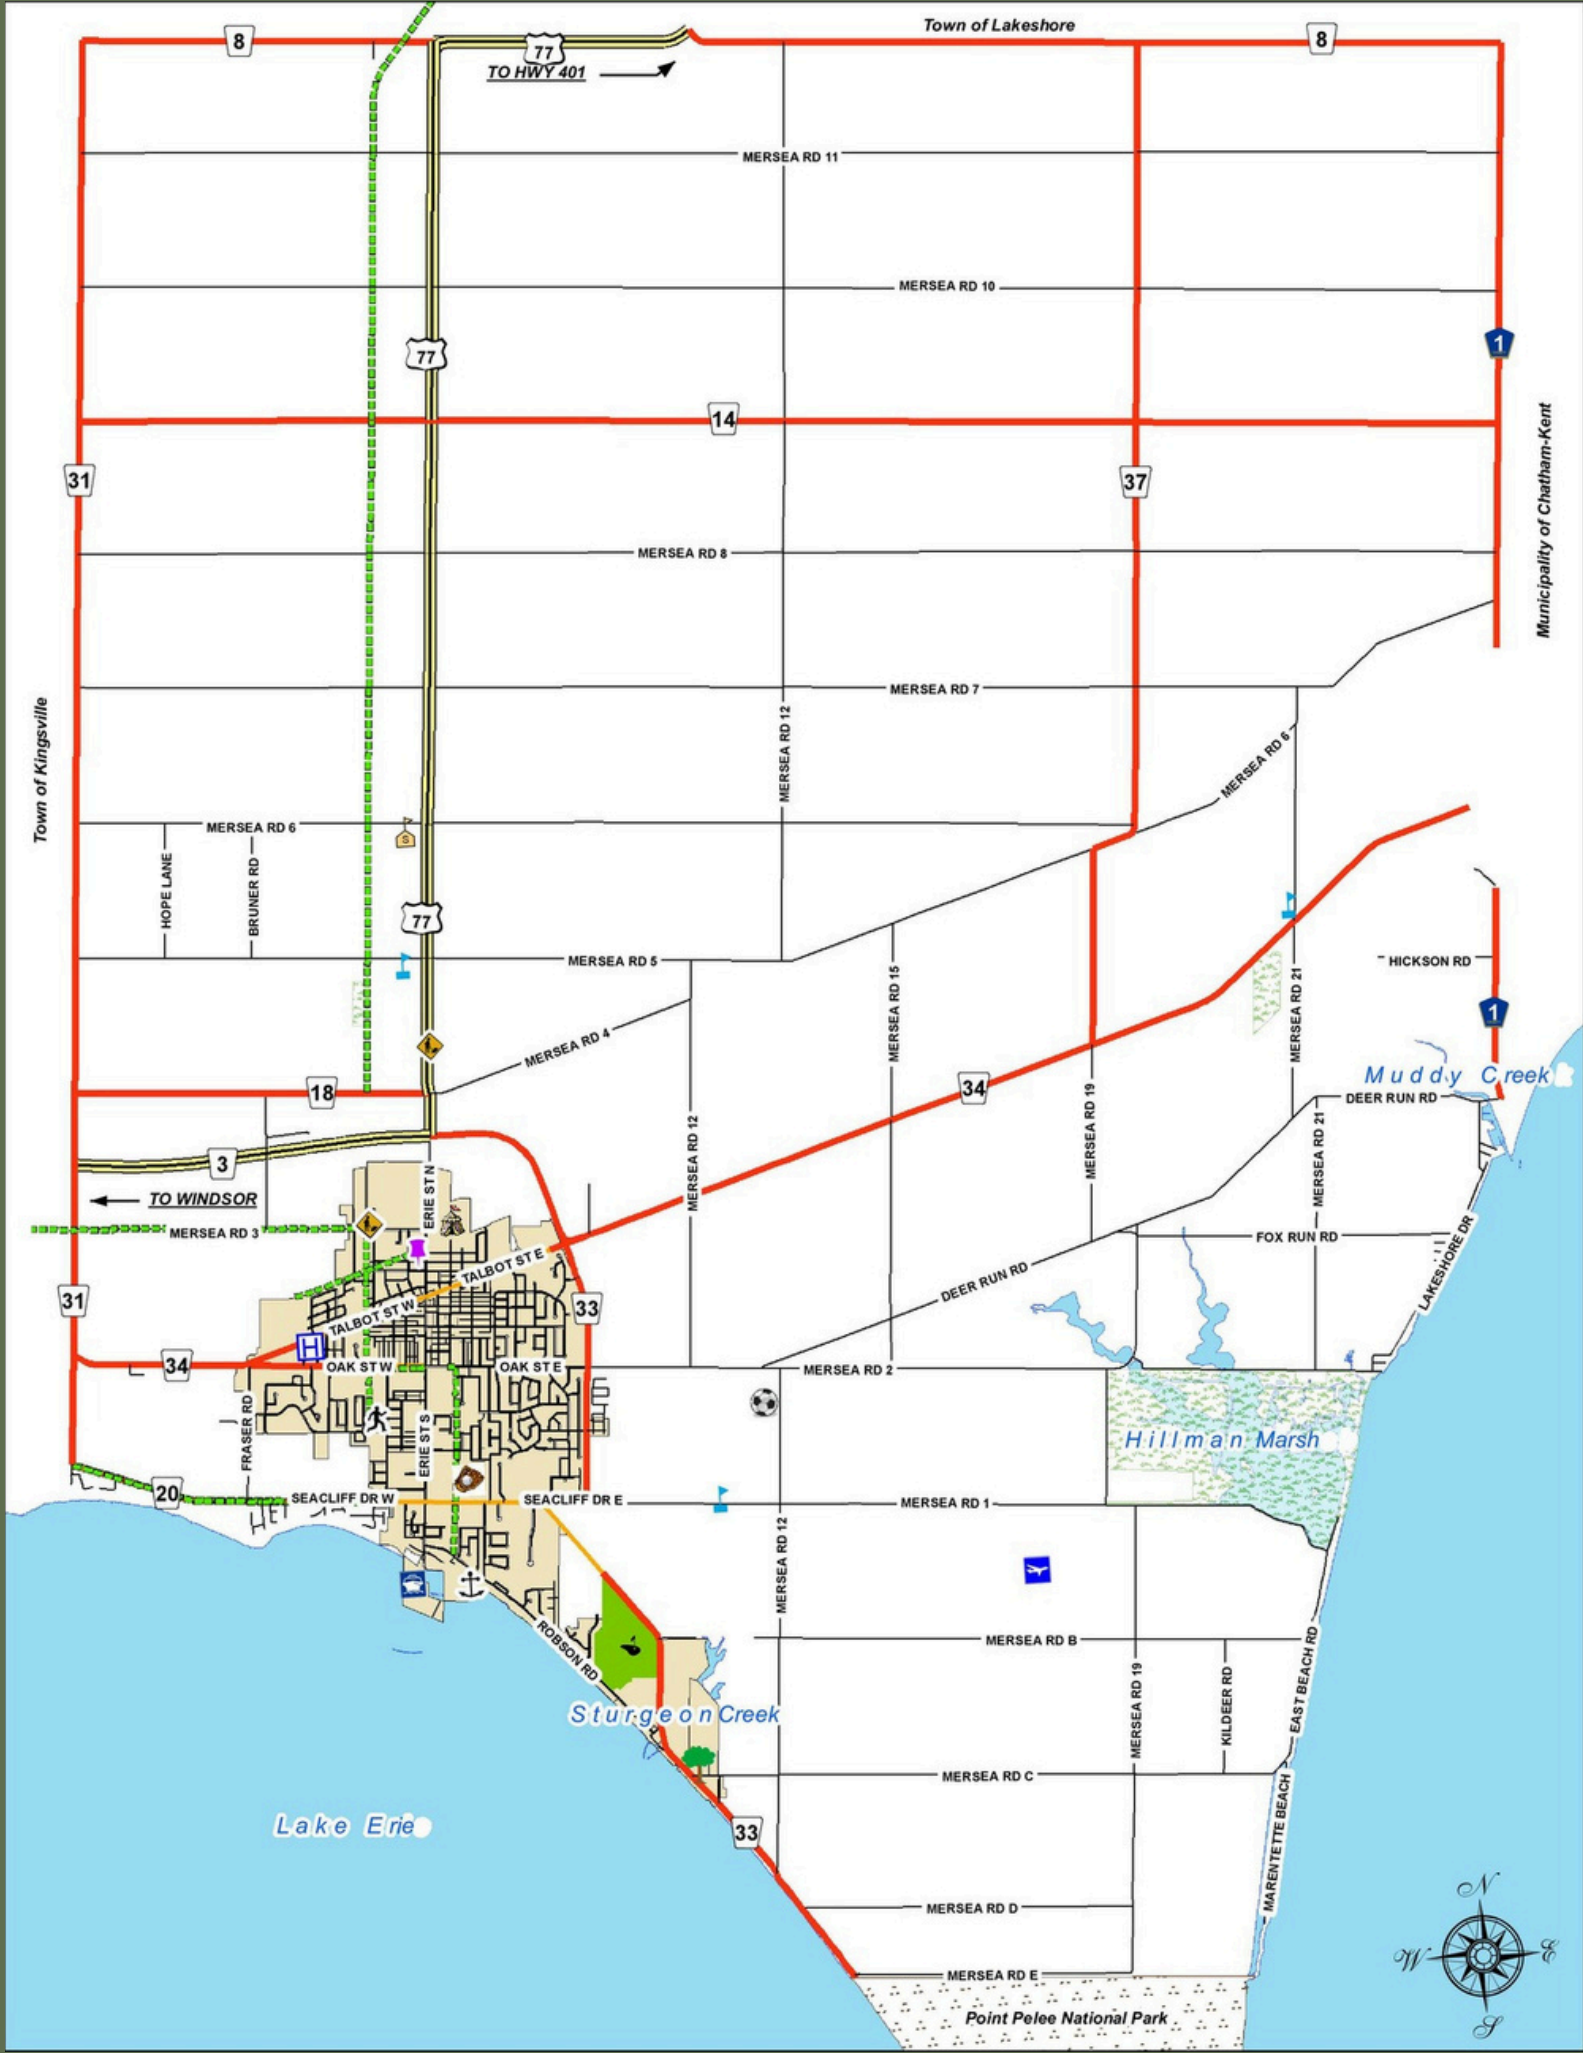 Town of Lakeshore
8
77
8
TO HWY 401
MERSEA RD 11
MERSEA RD 10
1
77
14
Municipality of Chatham-Kent
31
37
MERSEA RD 8
MERSEA RD 7
Town of Kingsville
MERSEA RD 12
MERSEA RD 6
MERSEA RD 6
S
HOPE LANE
BRUNER RD
77
MERSEA RD 5
MERSEA RD 15
MERSEA RD 21
HICKSON RD
1
MERSEA RD 4
Muddy Creek
18
34
DEER RUN RD
MERSEA RD 19
MERSEA RD 12
MERSEA RD 21
3
TO WINDSOR
ERIE ST N
MERSEA RD 3
FOX RUN RD
LAKESHORE DR
TALBOT ST E
DEER RUN RD
31
33
TALBOT ST W
H
34
OAK ST W
OAK ST E
MERSEA RD 2
FRASER RD
ERIE ST S
Hillman Marsh
20
SEACLIFF DR W
SEACLIFF DR E
MERSEA RD 1
MERSEA RD 12
ROBSON RD
MERSEA RD B
MERSEA RD 19
KILDEER RD
EAST BEACH RD
Sturgeon Creek
MERSEA RD C
MARENTETTE BEACH
Lake Erie
33
MERSEA RD D
MERSEA RD E
Point Pelee National Park
N
W
E
S